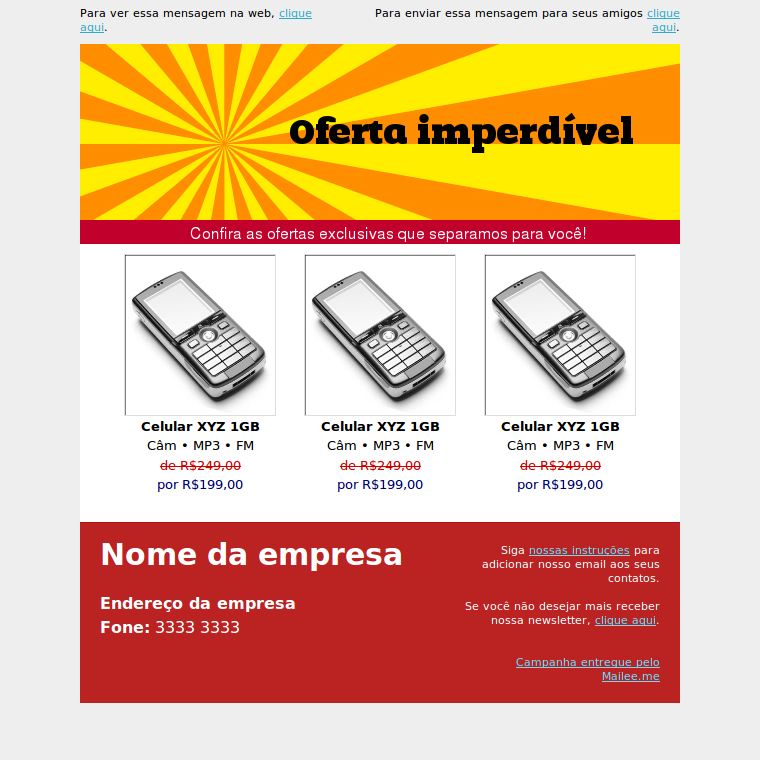 Para ver essa mensagem na web, clique
aqui.
Para enviar essa mensagem para seus amigos clique
aqui.
Oferta imperdível
Confira as ofertas exclusivas que separamos para você!
Celular XYZ 1GB
Câm • MP3 • FM
de R$249,00
por R$199,00
Celular XYZ 1GB
Câm • MP3 • FM
de R$249,00
por R$199,00
Celular XYZ 1GB
Câm • MP3 • FM
de R$249,00
por R$199,00
Nome da empresa
Endereço da empresa
Fone: 3333 3333
Siga nossas instruções para
adicionar nosso email aos seus
contatos.
Se você não desejar mais receber
nossa newsletter, clique aqui.
Campanha entregue pelo
Mailee.me